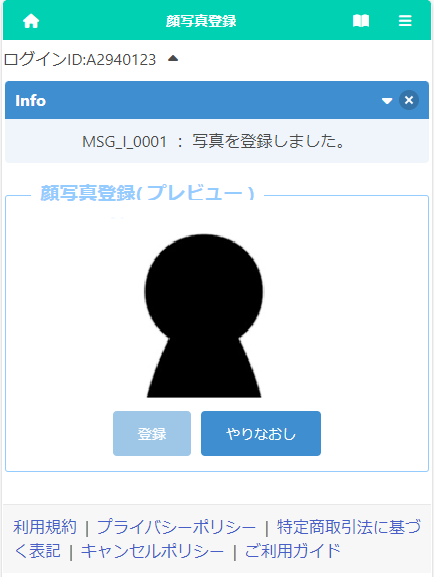 顔写真登録
ログインID:A2940123
Info
MSG_I_0001 : 写真を登録しました。
顔写真登録( プレビュー )
登録 やりなおし
利用規約 | プライバシーポリシー | 特定商取引法に基づ
く表記 | キャンセルポリシー | ご利用ガイド